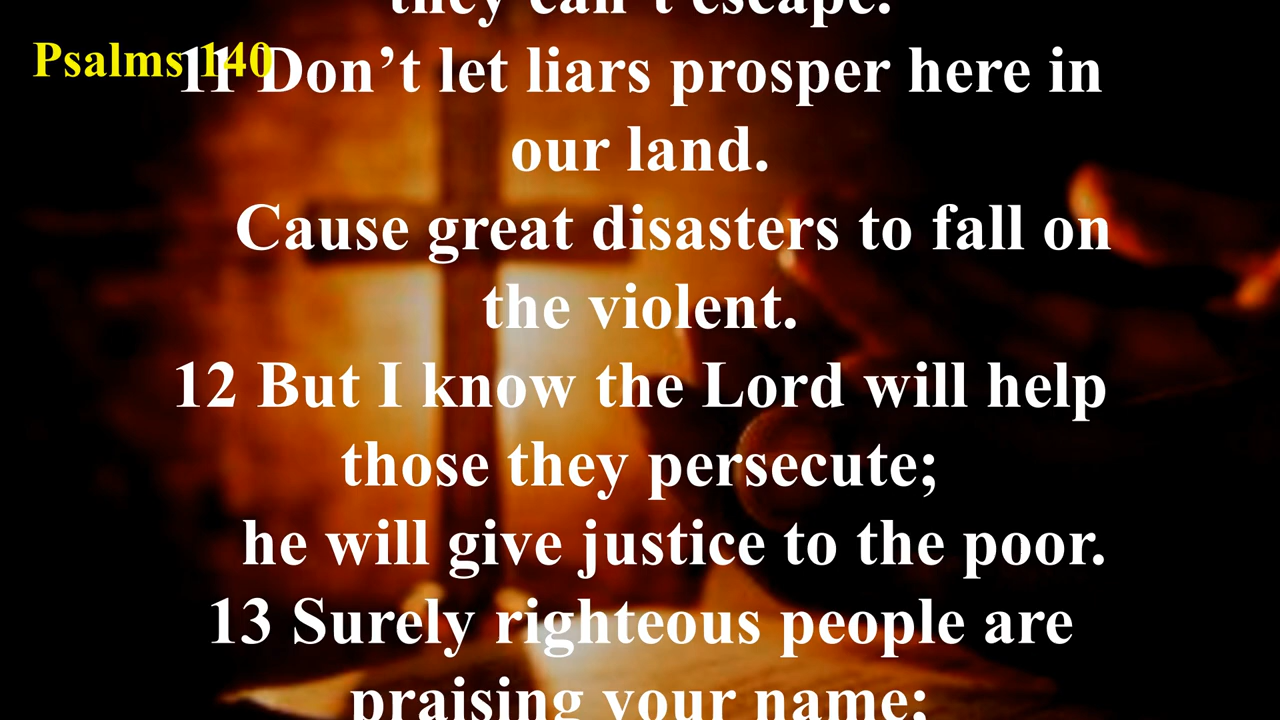 they can't escape.
Psalms 140
11 Don’t let liars prosper here in
our land.
Cause great disasters to fall on
the violent.
12 But I know the Lord will help
those they persecute;
he will give justice to the poor.
13 Surely righteous people are
praising your name;